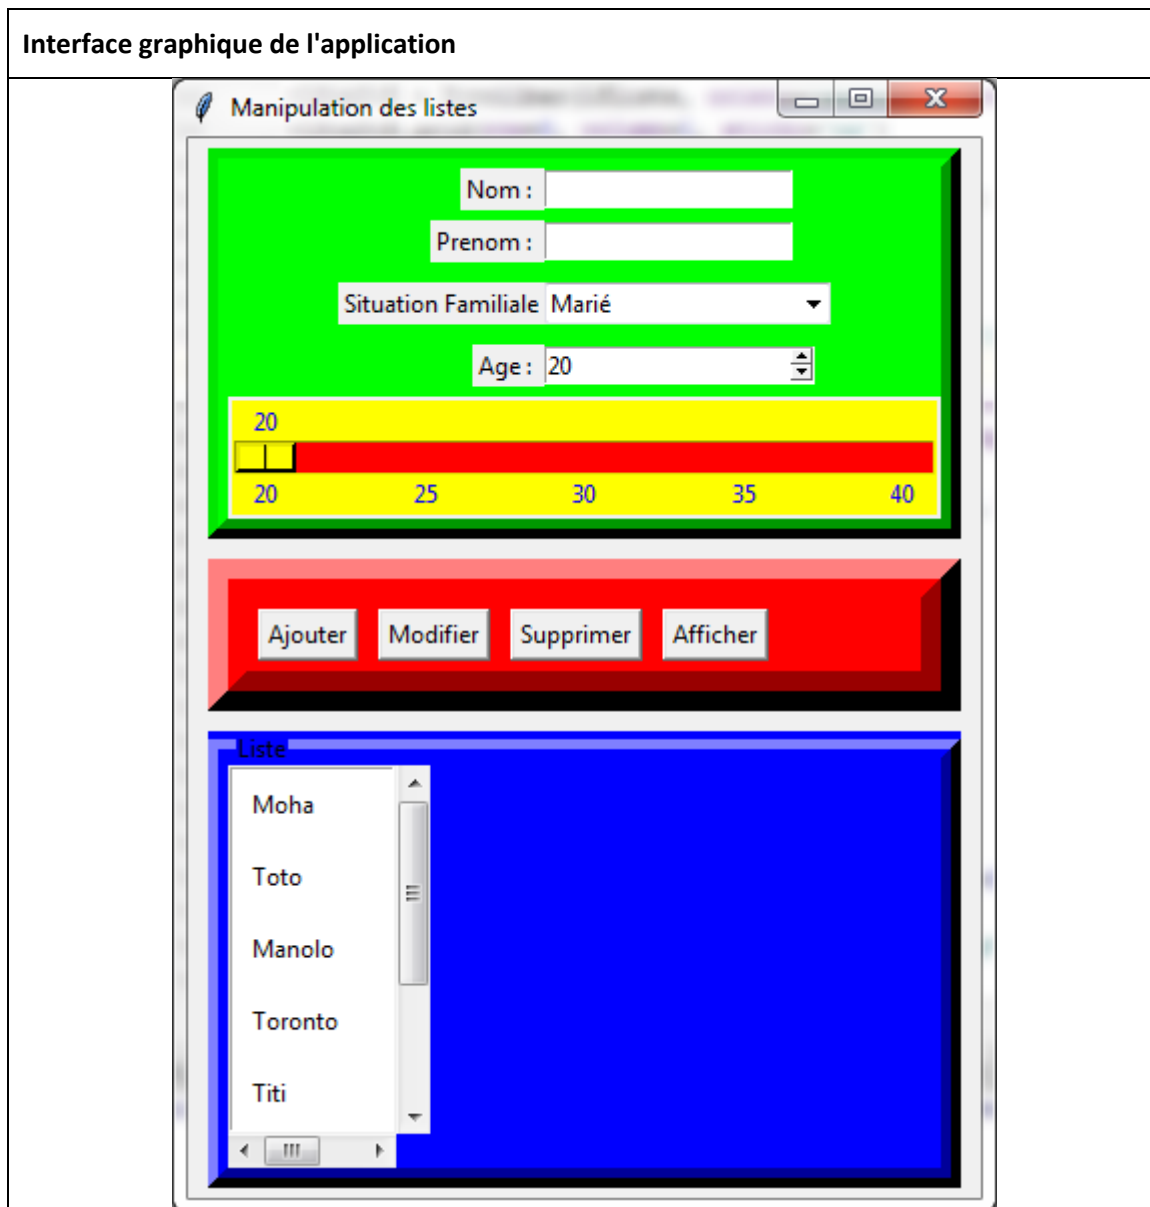 Interface graphique de l'application
Manipulation des listes
Nom :
Prenom :
Situation Familiale Marié
Age : 20
20
20 25 30 35 40
Ajouter Modifier Supprimer Afficher
Liste
Moha
Toto
Manolo
Toronto
Titi